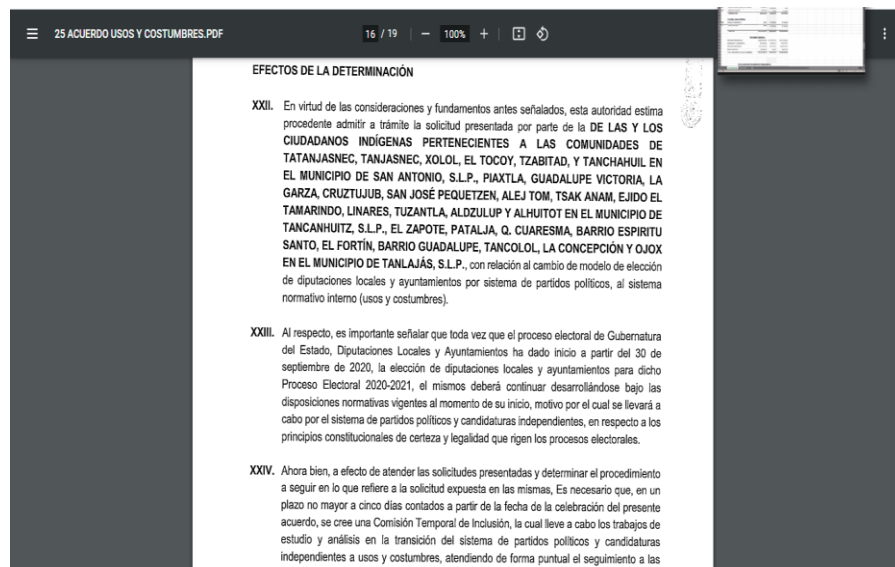 25 ACUERDO USOS Y COSTUMBRES.PDF
16 / 19
100%
EFECTOS DE LA DETERMINACIÓN
XXII. En virtud de las consideraciones y fundamentos antes señalados, esta autoridad estima
procedente admitir a trámite la solicitud presentada por parte de la DE LAS Y LOS
CIUDADANOS INDÍGENAS PERTENECIENTES A LAS COMUNIDADES DE
TATANJASNEC, TANJASNEC, XOLOL, EL TOCOY, TZABITAD, Y TANCHAHUIL EN
EL MUNICIPIO DE SAN ANTONIO, S.L.P., PIAXTLA, GUADALUPE VICTORIA, LA
GARZA, CRUZTUJUB, SAN JOSÉ PEQUETZEN, ALEJ TOM, TSAK ANAM, EJIDO EL
TAMARINDO, LINARES, TUZANTLA, ALDZULUP Y ALHUITOT EN EL MUNICIPIO DE
TANCANHUITZ, S.L.P., EL ZAPOTE, PATALJA, Q. CUARESMA, BARRIO ESPIRITU
SANTO, EL FORTÍN, BARRIO GUADALUPE, TANCOLOL, LA CONCEPCIÓN Y OJOX
EN EL MUNICIPIO DE TANLAJÁS, S.L.P., con relación al cambio de modelo de elección
de diputaciones locales y ayuntamientos por sistema de partidos políticos, al sistema
normativo interno (usos y costumbres).
XXIII. Al respecto, es importante señalar que toda vez que el proceso electoral de Gubernatura
del Estado, Diputaciones Locales y Ayuntamientos ha dado inicio a partir del 30 de
septiembre de 2020, la elección de diputaciones locales y ayuntamientos para dicho
Proceso Electoral 2020-2021, el mismos deberá continuar desarrollándose bajo las
disposiciones normativas vigentes al momento de su inicio, motivo por el cual se llevará a
cabo por el sistema de partidos políticos y candidaturas independientes, en respecto a los
principios constitucionales de certeza y legalidad que rigen los procesos electorales.
XXIV. Ahora bien, a efecto de atender las solicitudes presentadas y determinar el procedimiento
a seguir en lo que refiere a la solicitud expuesta en las mismas, Es necesario que, en un
plazo no mayor a cinco días contados a partir de la fecha de la celebración del presente
acuerdo, se cree una Comisión Temporal de Inclusión, la cual lleve a cabo los trabajos de
estudio y análisis en la transición del sistema de partidos políticos y candidaturas
independientes a usos y costumbres, atendiendo de forma puntual el seguimiento a las